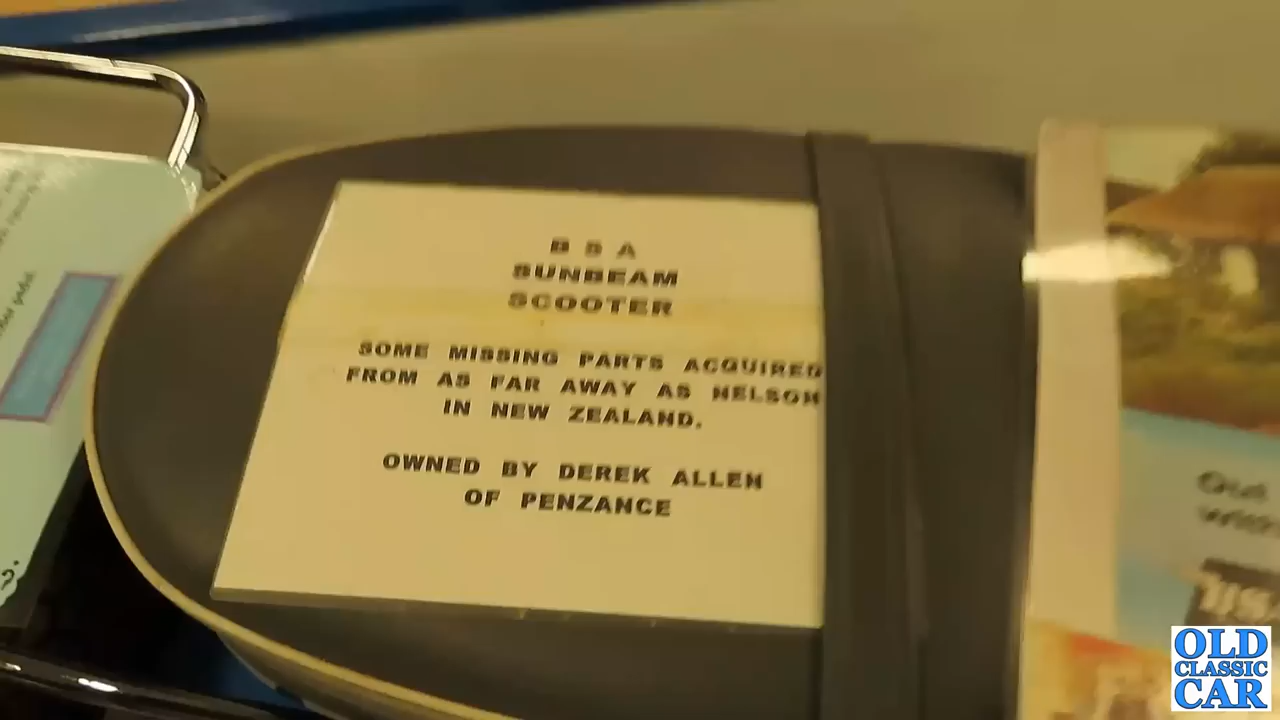 B S A
SUNBEAM
SCOOTER
SOME MISSING PARTS ACQUIRED
FROM AS FAR AWAY AS NELSON
IN NEW ZEALAND.
OWNED BY DEREK ALLEN
OF PENZANCE
Out
OLD
CLASSIC
CAR